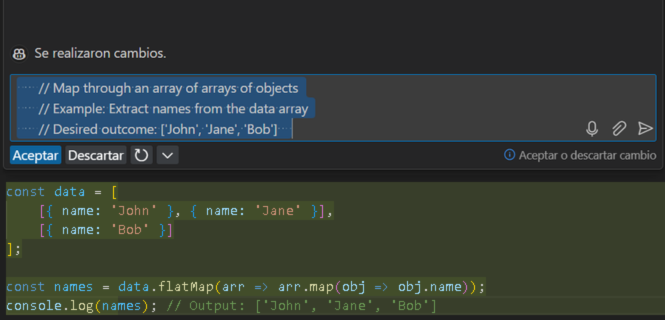 Se realizaron cambios.
// Map through an array of arrays of objects
// Example: Extract names from the data array
// Desired outcome: ['John', 'Jane', 'Bob']
Aceptar Descartar Aceptar o descartar cambio
const data = [
[{ name: 'John' }, { name: 'Jane' }],
[{ name: 'Bob' }]
];
const names = data.flatMap(arr => arr.map(obj => obj.name));
console.log(names); // Output: ['John', 'Jane', 'Bob']